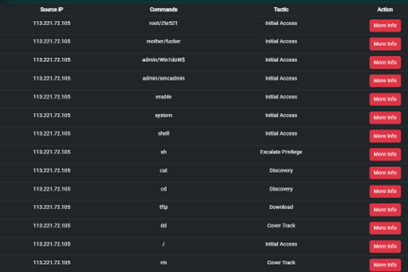 Source IP Commands Tactic Action
113.221.72.105 root/Zte521 Initial Access More Info
113.221.72.105 mother/fucker Initial Access More Info
113.221.72.105 admin/Win1doW$ Initial Access More Info
113.221.72.105 admin/smcadmin Initial Access More Info
113.221.72.105 enable Initial Access More Info
113.221.72.105 system Initial Access More Info
113.221.72.105 shell Initial Access More Info
113.221.72.105 sh Escalate Privilege More Info
113.221.72.105 cat Discovery More Info
113.221.72.105 cd Discovery More Info
113.221.72.105 tftp Download More Info
113.221.72.105 dd Cover Track More Info
113.221.72.105 / Initial Access More Info
113.221.72.105 rm Cover Track More Info